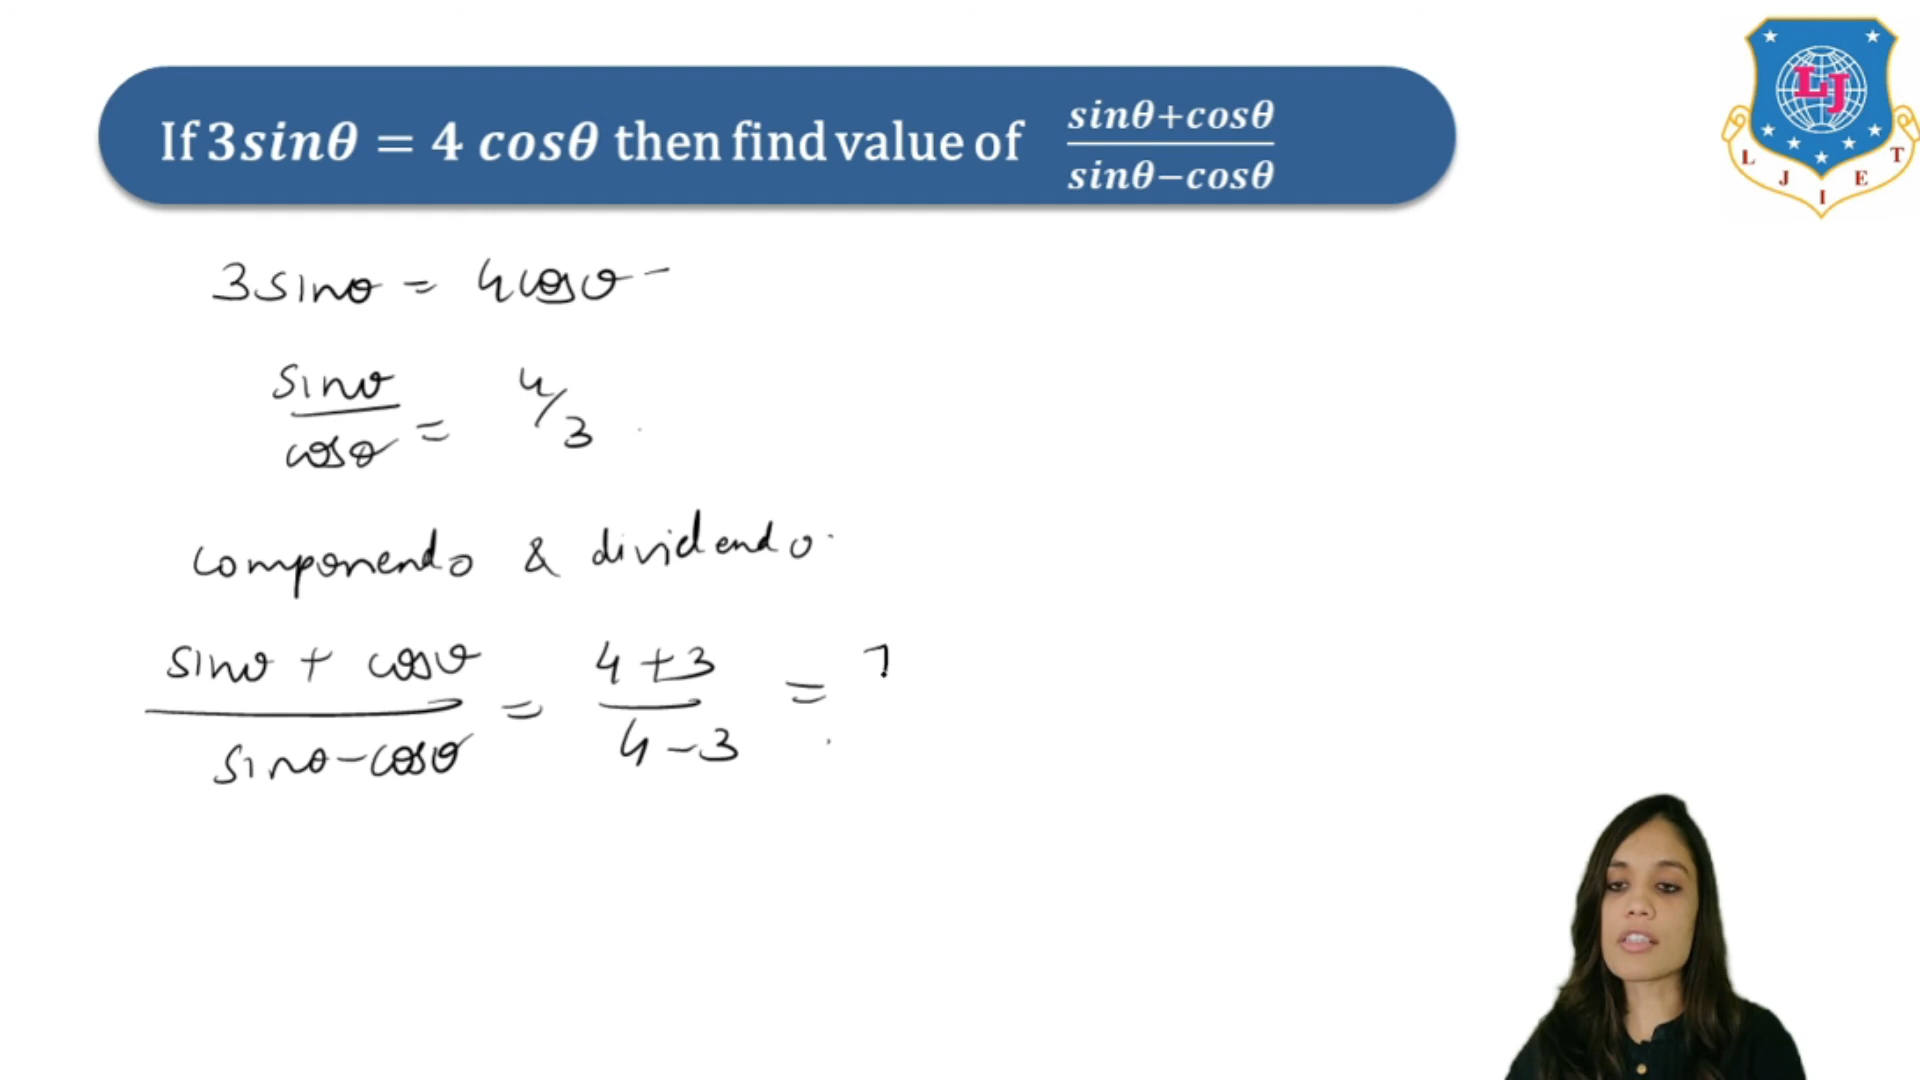 If 3sinθ = 4 cosθ then find value of sinθ+cosθ / sinθ−cosθ
LJ
L J I E T
3sinθ = 4cosθ
sinθ / cosθ = 4/3
componendo & dividendo.
sinθ + cosθ / sinθ-cosθ = 4+3 / 4-3 = 7